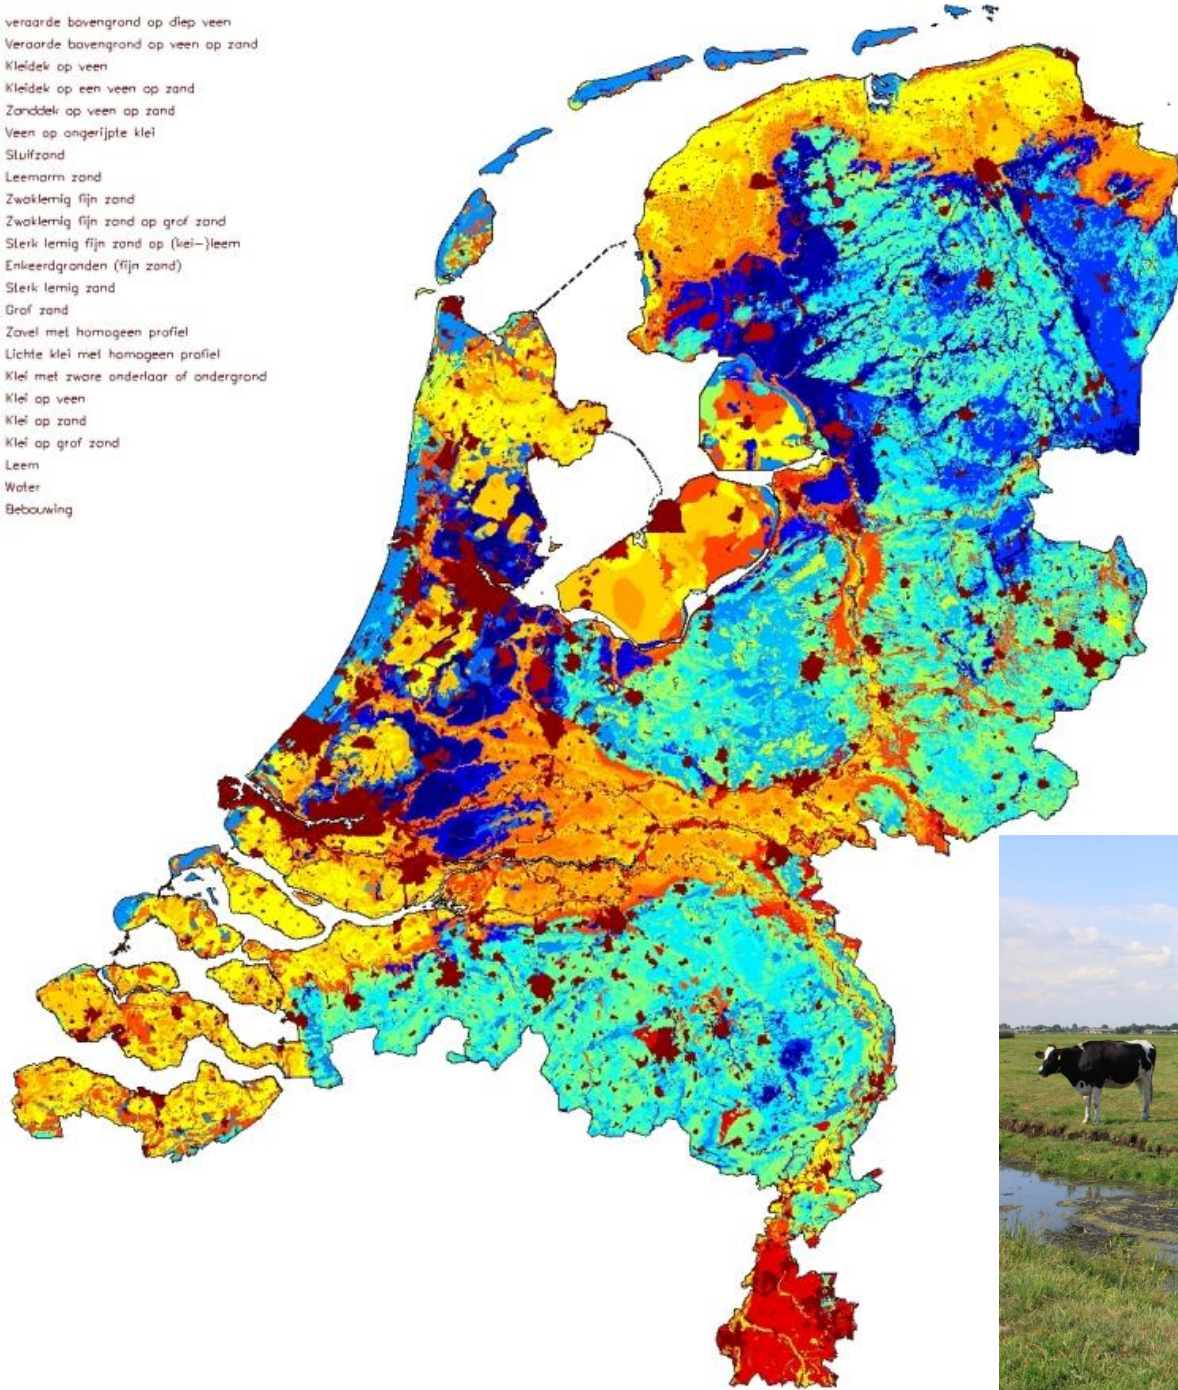 veraarde bovengrond op diep veen
Veraarde bovengrond op veen op zand
Kleidek op veen
Kleidek op een veen op zand
Zanddek op veen op zand
Veen op ongerijpte klei
Stuifzand
Leemarm zand
Zwaklemig fijn zand
Zwaklemig fijn zand op grof zand
Sterk lemig fijn zand op (kei-)leem
Enkeerdgronden (fijn zand)
Sterk lemig zand
Grof zand
Zavel met homogeen profiel
Lichte klei met homogeen profiel
Klei met zware onderlaar of ondergrond
Klei op veen
Klei op zand
Klei op grof zand
Leem
Water
Bebouwing